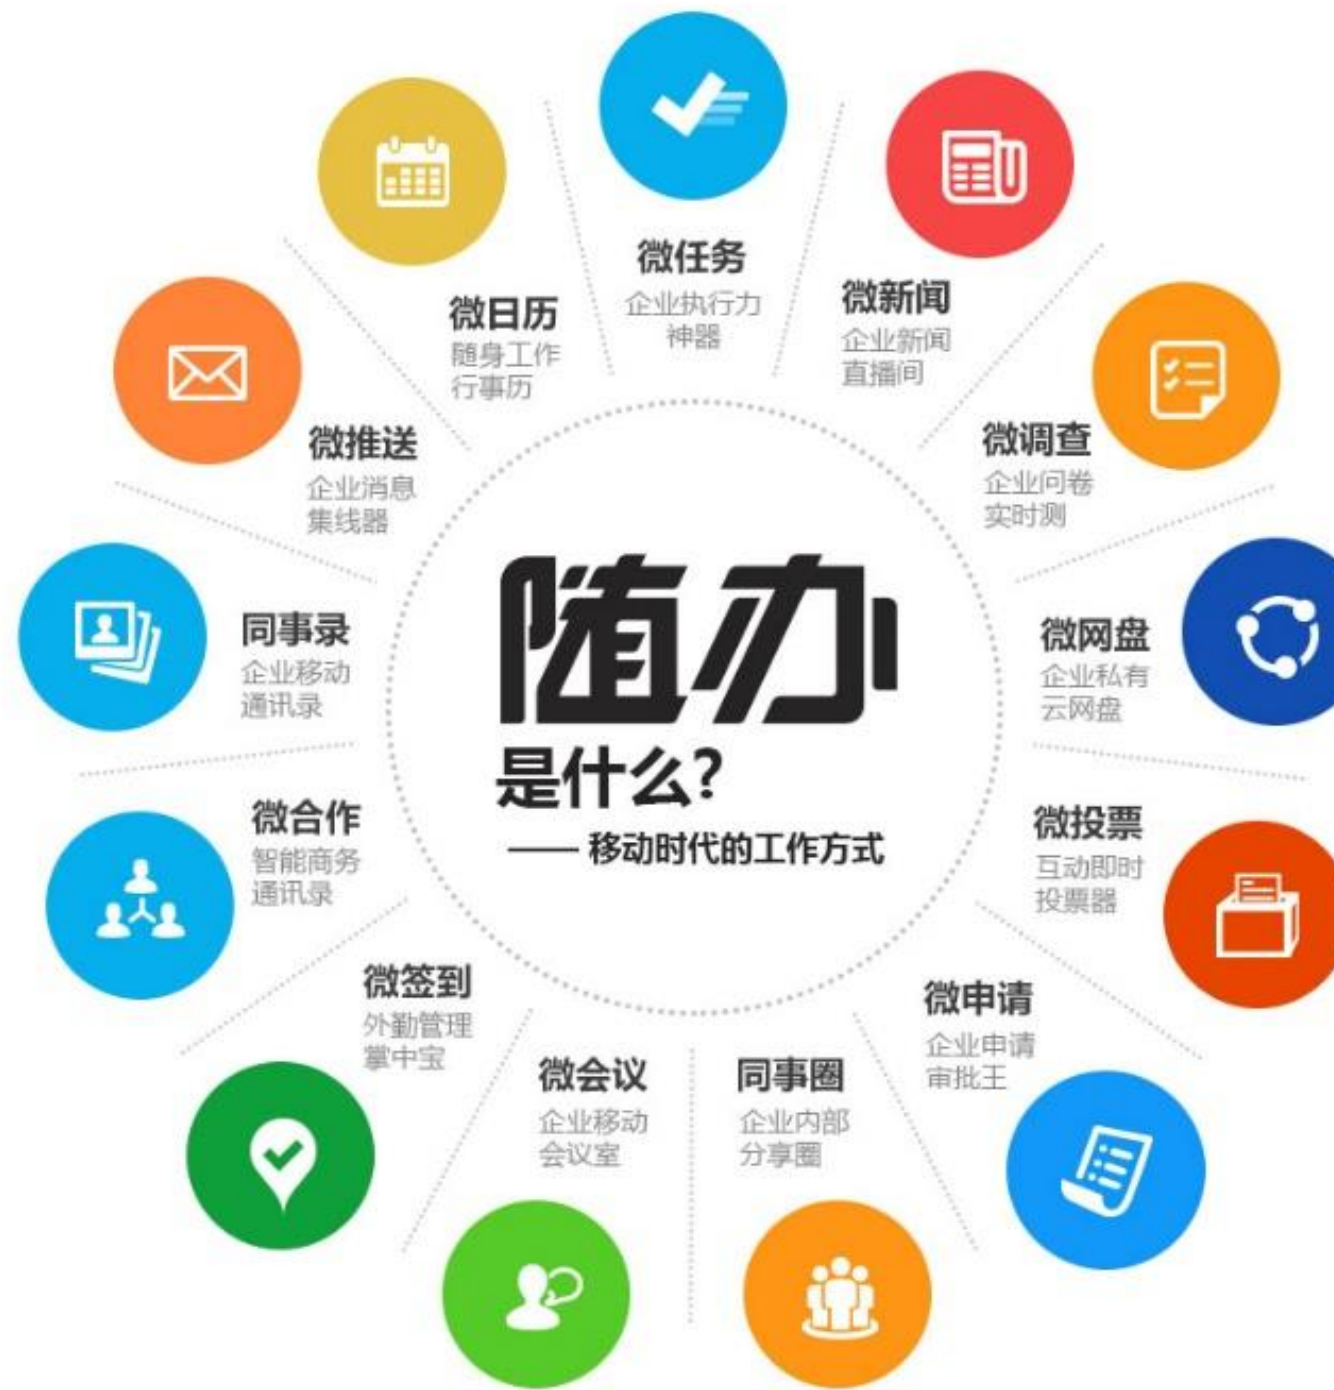 微任务
企业执行力
神器
微新闻
企业新闻
直播间
微调查
企业问卷
实时测
微网盘
企业私有
云网盘
微投票
互动即时
投票器
微申请
企业申请
审批王
同事圈
企业内部
分享圈
微会议
企业移动
会议室
微签到
外勤管理
掌中宝
微合作
智能商务
通讯录
同事录
企业移动
通讯录
微推送
企业消息
集线器
微日历
随身工作
行事历
随办
是什么?
—— 移动时代的工作方式